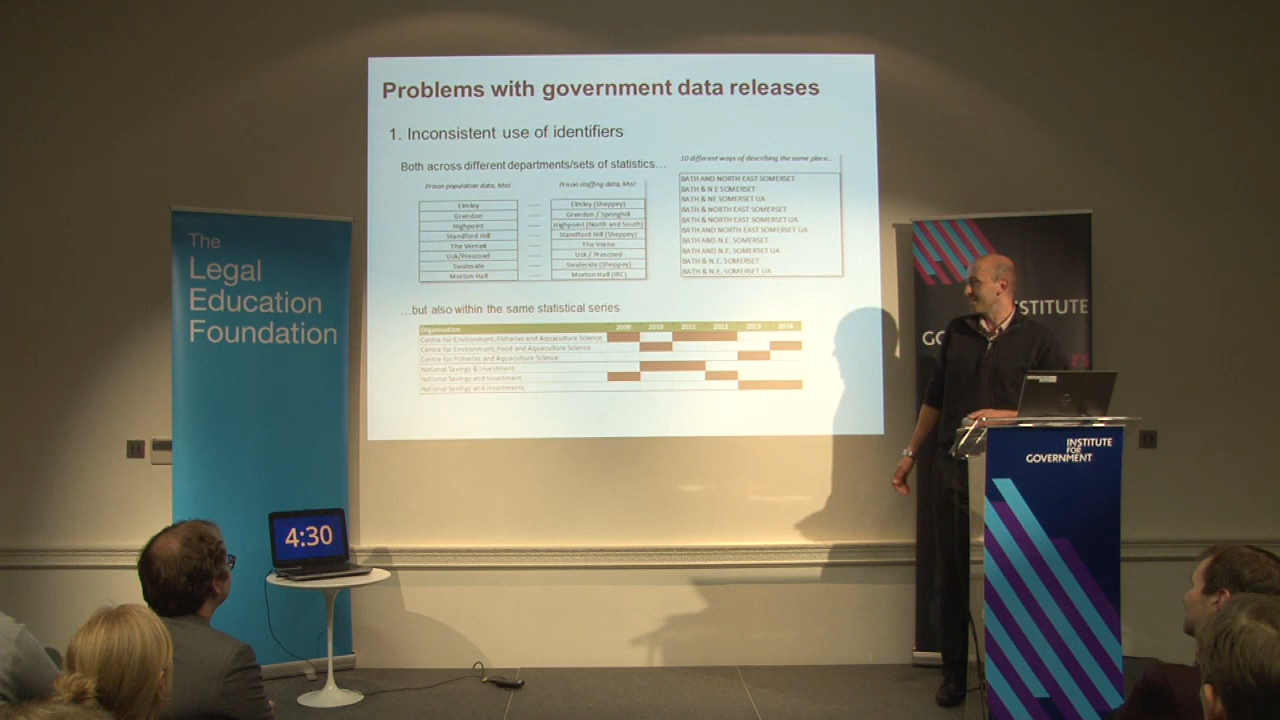 Problems with government data releases
1. Inconsistent use of identifiers
Both across different departments/sets of statistics...
Prison population data, MoJ
Prison staffing data, MoJ
Elmley
Elmley (Sheppey)
Grendon
Grendon / Springhill
Highpoint
Highpoint (North and South)
Standford Hill
Standford Hill (Sheppey)
The Verne
The Verne
Usk/Prescoed
Usk / Prescoed
Swaleside
Swaleside (Sheppey)
Morton Hall
Morton Hall (IRC)
10 different ways of describing the same place...
BATH AND NORTH EAST SOMERSET
BATH & N E SOMERSET
BATH & NE SOMERSET UA
BATH & NORTH EAST SOMERSET
BATH & NORTH EAST SOMERSET UA
BATH AND NORTH EAST SOMERSET UA
BATH AND N.E. SOMERSET
BATH AND N.E. SOMERSET UA
BATH & N.E. SOMERSET
BATH & N.E. SOMERSET UA
...but also within the same statistical series
Organisation 2009 2010 2011 2012 2013 2014
Centre for Environment, Fisheries and Aquaculture Science
Centre for Environment, Food and Aquaculture Science
Centre for Fisheries and Aquaculture Science
National Savings & Investment
National Savings and Investment
National Savings and Investments
The
Legal
Education
Foundation
4:30
INSTITUTE
FOR
GOVERNMENT